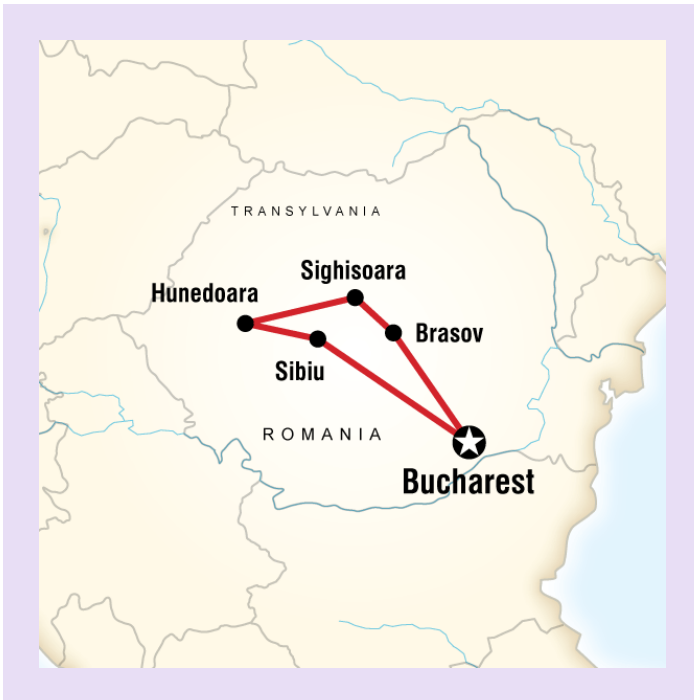 TRANSYLVANIA
Sighisoara
Hunedoara
Brasov
Sibiu
ROMANIA
Bucharest